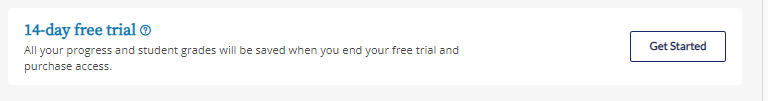 14-day free trial
All your progress and student grades will be saved when you end your free trial and
purchase access.
Get Started